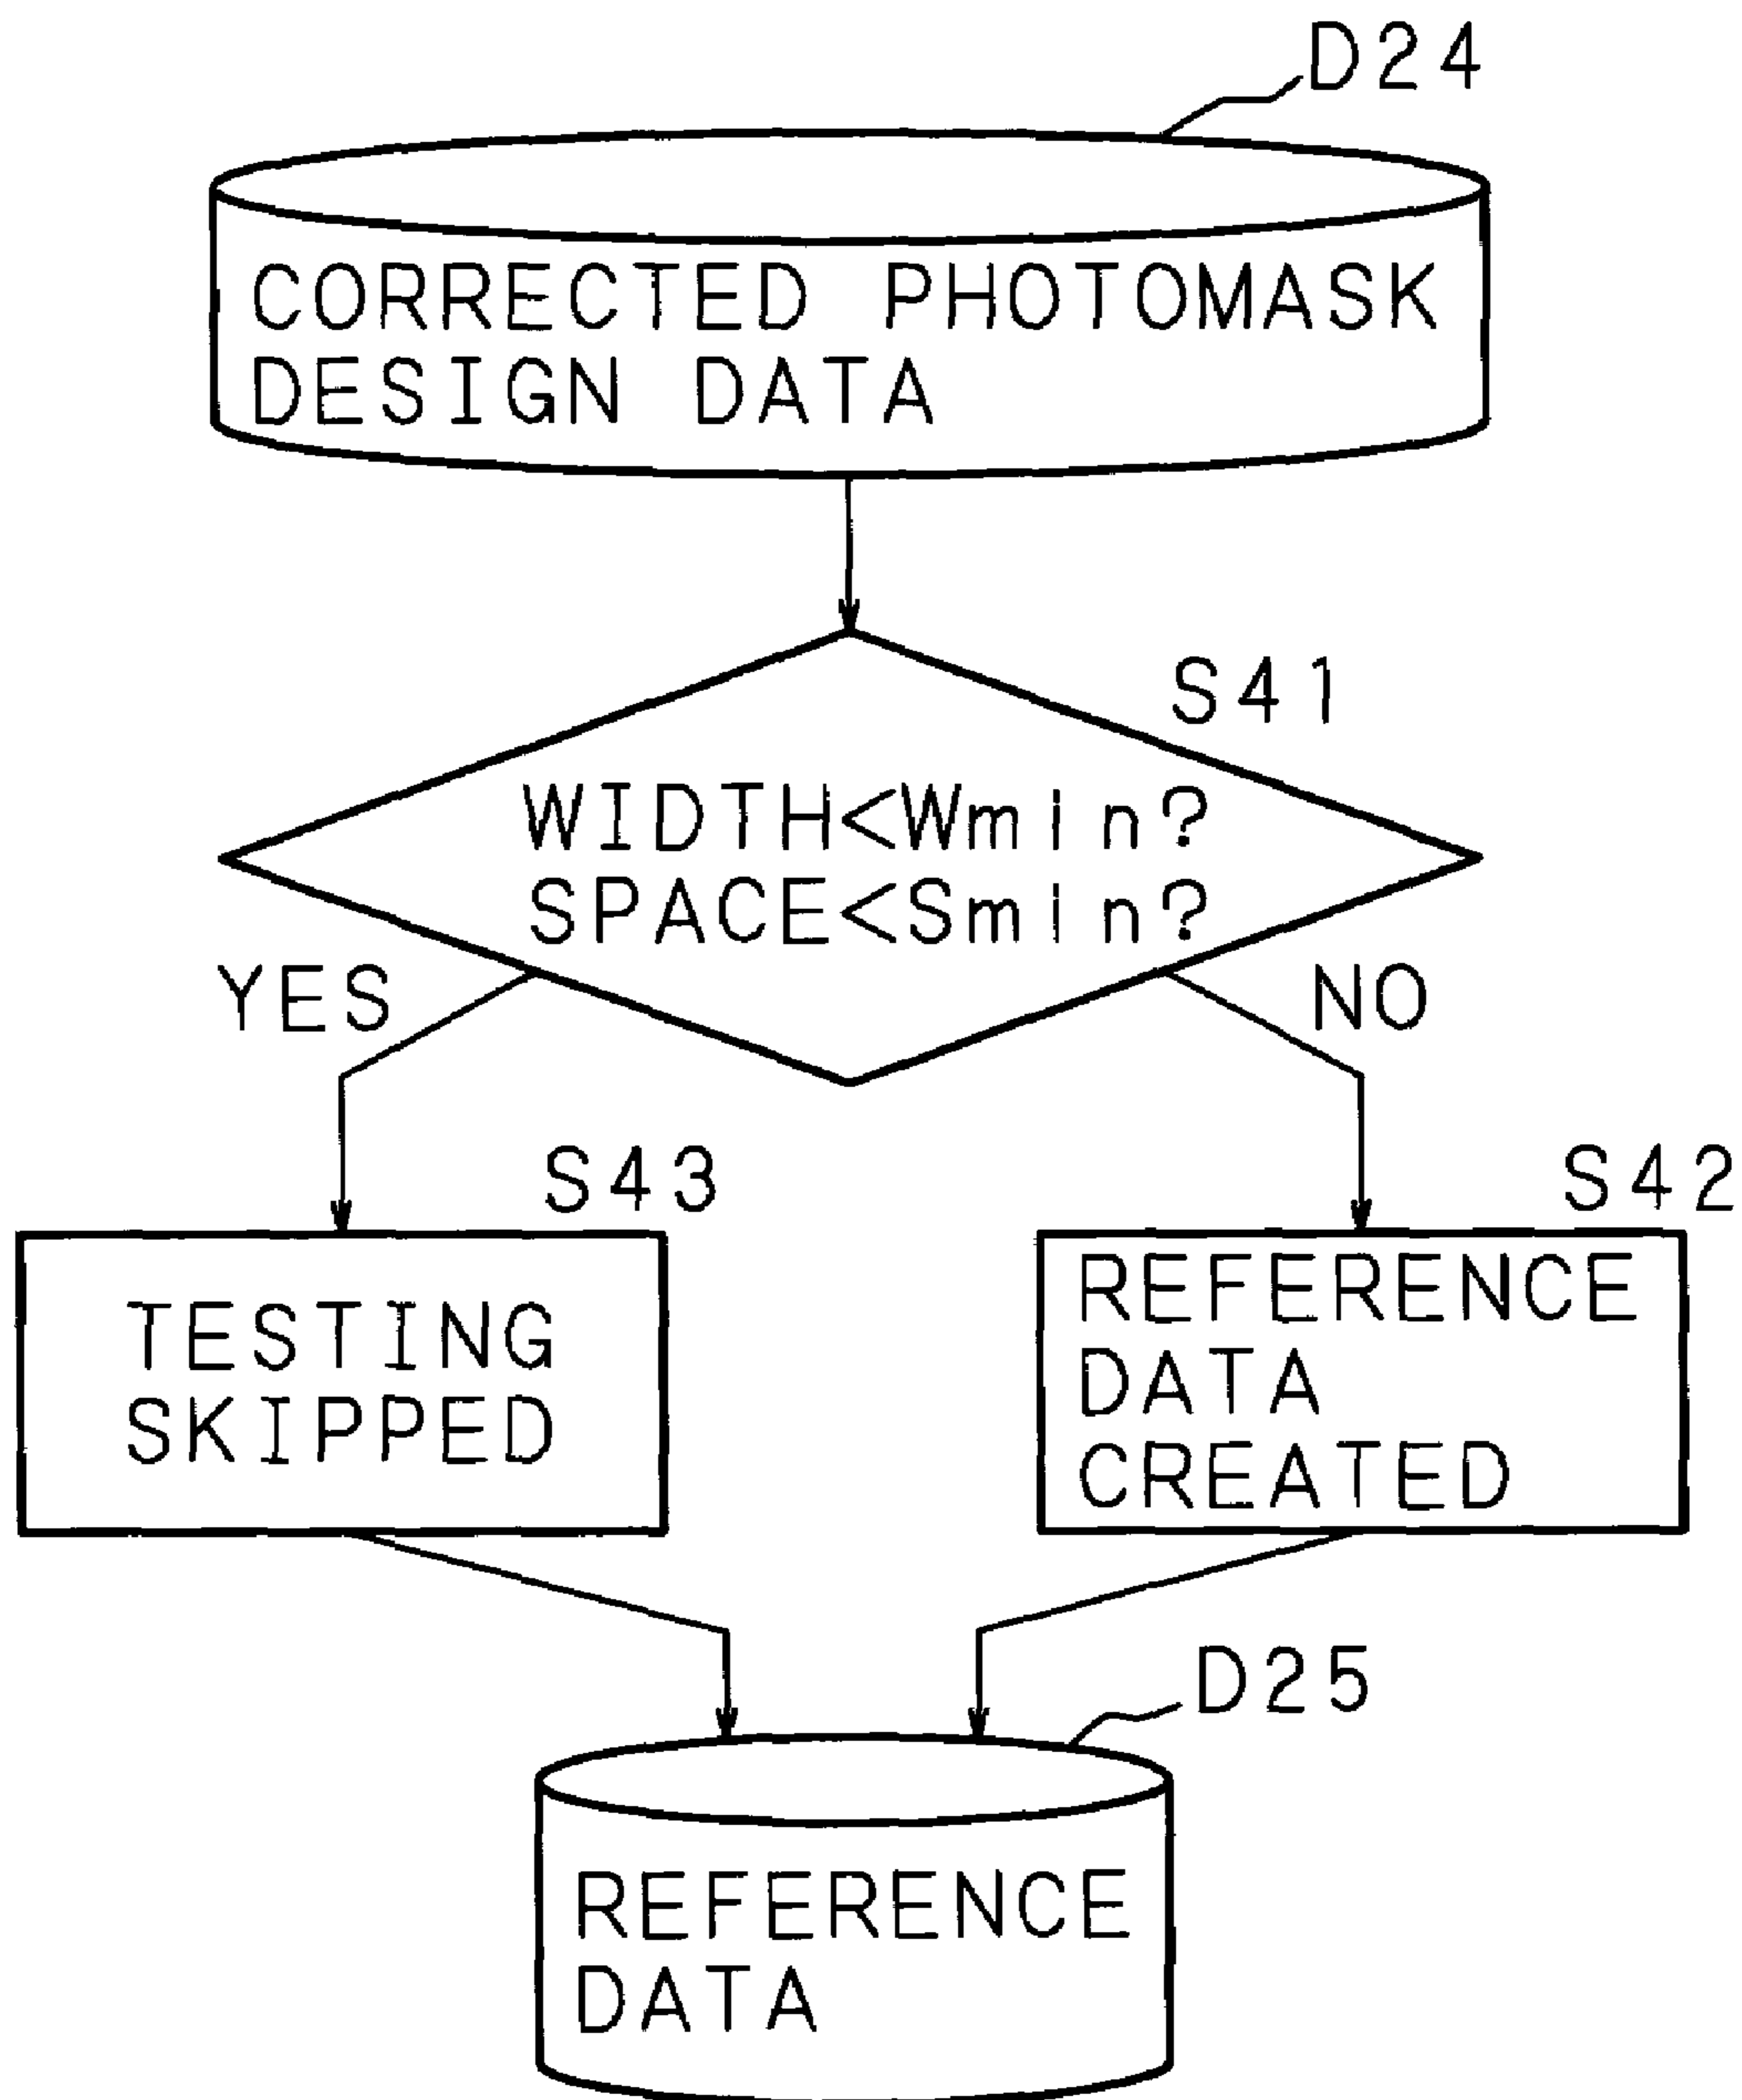 D24
CORRECTED PHOTOMASK
DESIGN DATA
S41
WIDTH<Wmin?
SPACE<Smin?
YES
NO
S43
S42
TESTING
SKIPPED
REFERENCE
DATA
CREATED
D25
REFERENCE
DATA